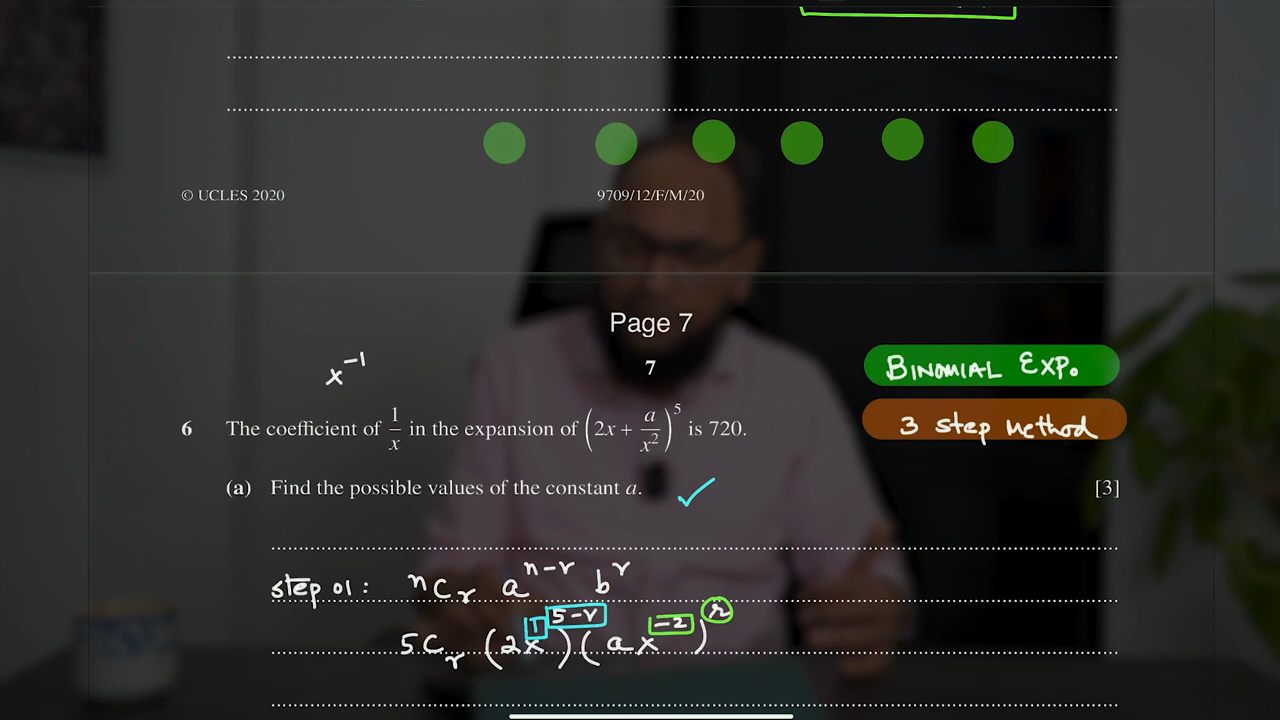 © UCLES 2020 9709/12/F/M/20
Page 7
x⁻¹ 7 BINOMIAL EXP.
6 The coefficient of 1/x in the expansion of (2x + a/x²)⁵ is 720. 3 step method
(a) Find the possible values of the constant a. ✓ [3]
step 01: ⁿCᵣ aⁿ⁻ʳ bʳ
5Cᵣ (2x¹)⁵⁻ʳ (ax⁻²)ʳ